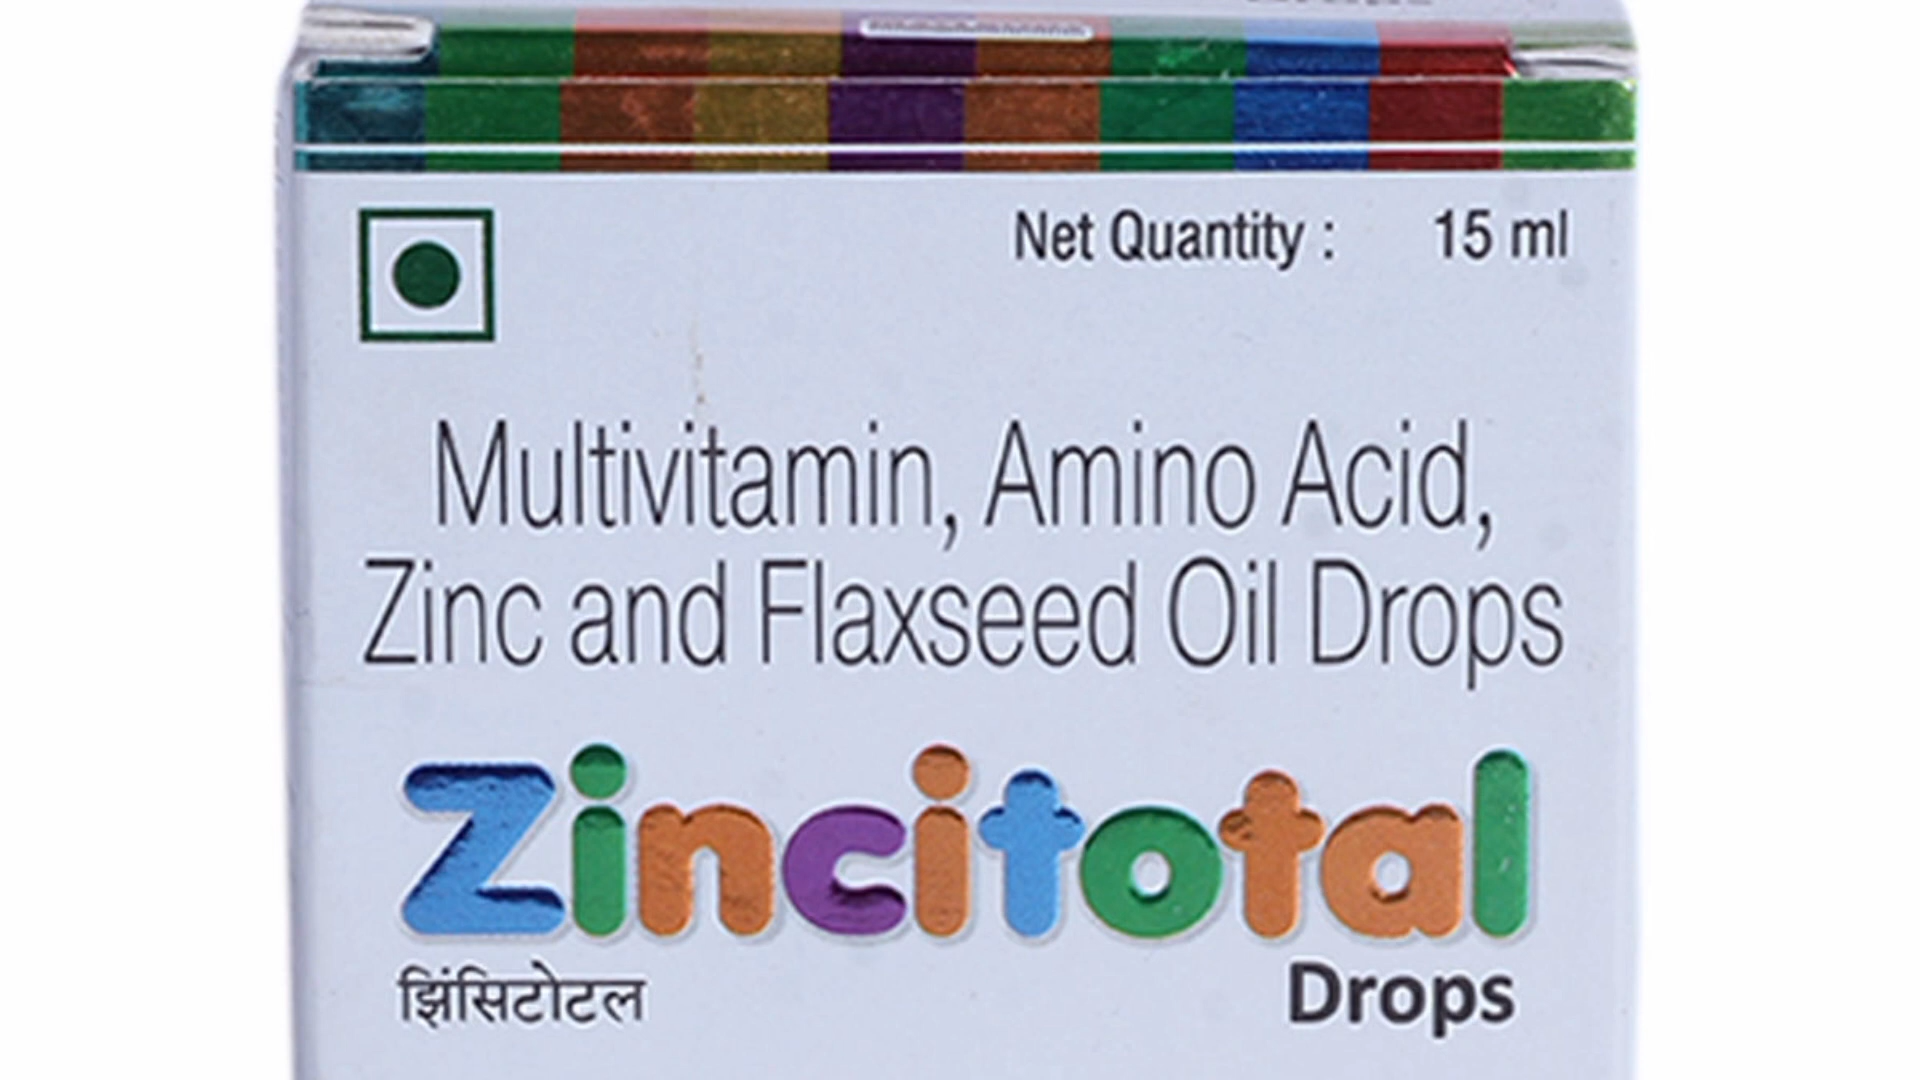 Net Quantity : 15 ml
Multivitamin, Amino Acid,
Zinc and Flaxseed Oil Drops
Zincitotal
झिंसिटोटल
Drops